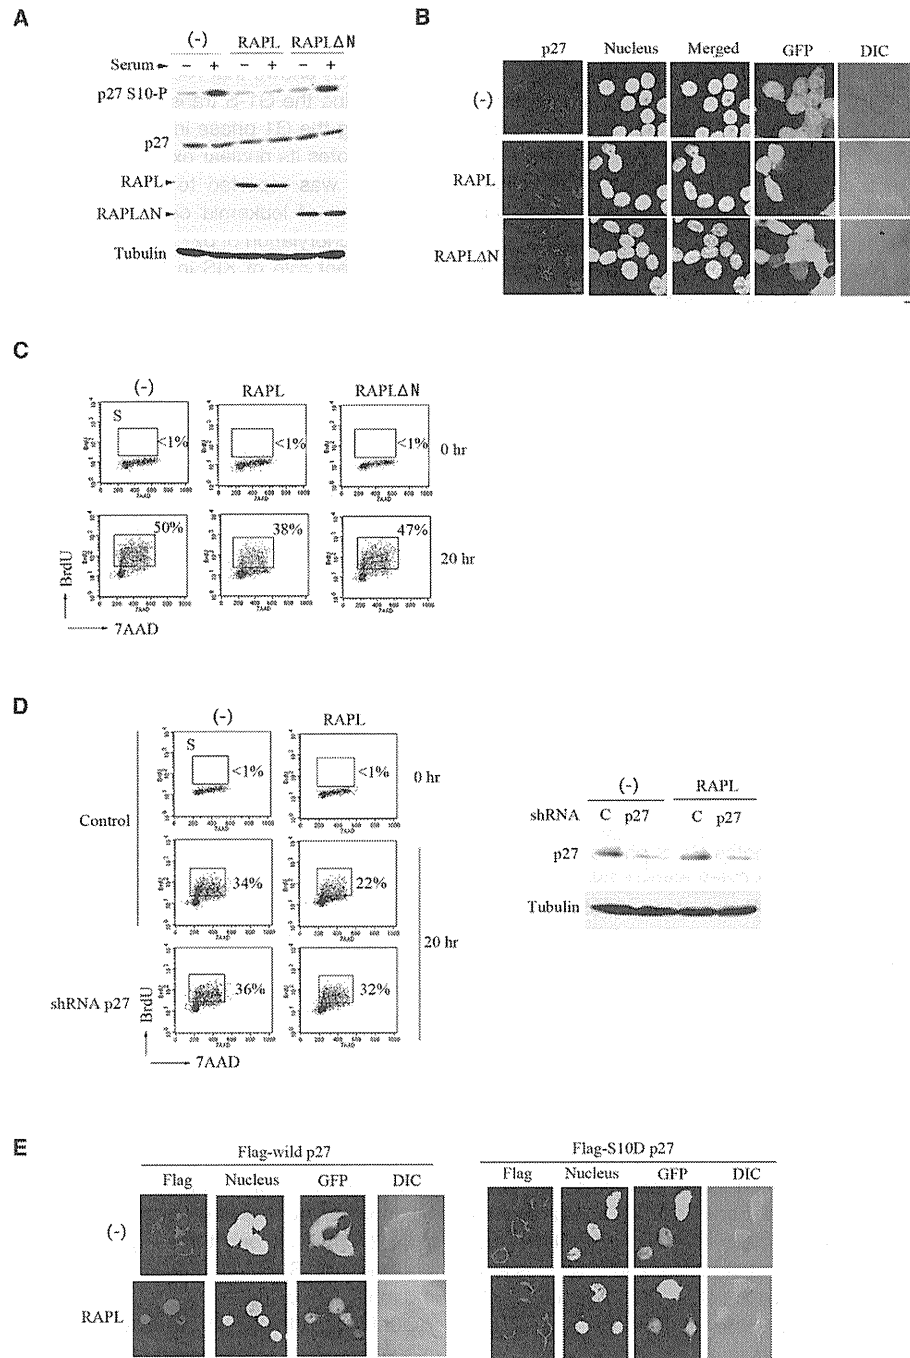 A
(-) RAPL RAPLΔN
Serum - + - + - +
p27 S10-P
p27
RAPL
RAPLΔN
Tubulin
B
p27 Nucleus Merged GFP DIC
(-)
RAPL
RAPLΔN
C
(-) RAPL RAPLΔN
S
<1% <1% <1% 0 hr
50% 38% 47% 20 hr
BrdU
7AAD
D
(-) RAPL
S
<1% <1% 0 hr
Control
34% 22%
20 hr
shRNA p27
36% 32%
BrdU
7AAD
(-) RAPL
shRNA C p27 C p27
p27
Tubulin
E
Flag-wild p27
Flag Nucleus GFP DIC
(-)
RAPL
Flag-S10D p27
Flag Nucleus GFP DIC